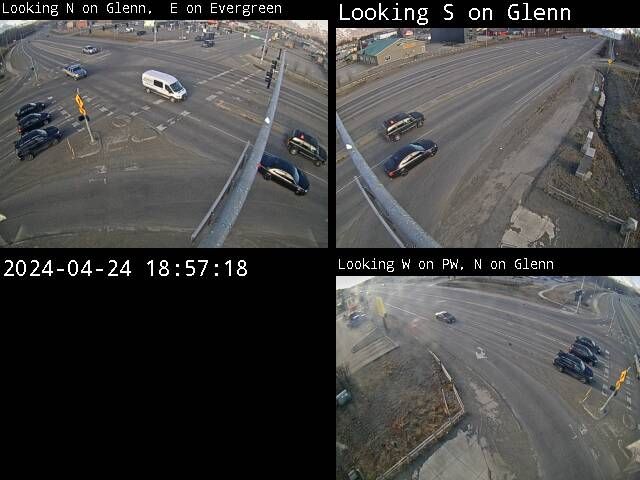 Looking N on Glenn,  E on Evergreen
Looking S on Glenn
2024-04-24 18:57:18
Looking W on PW, N on Glenn